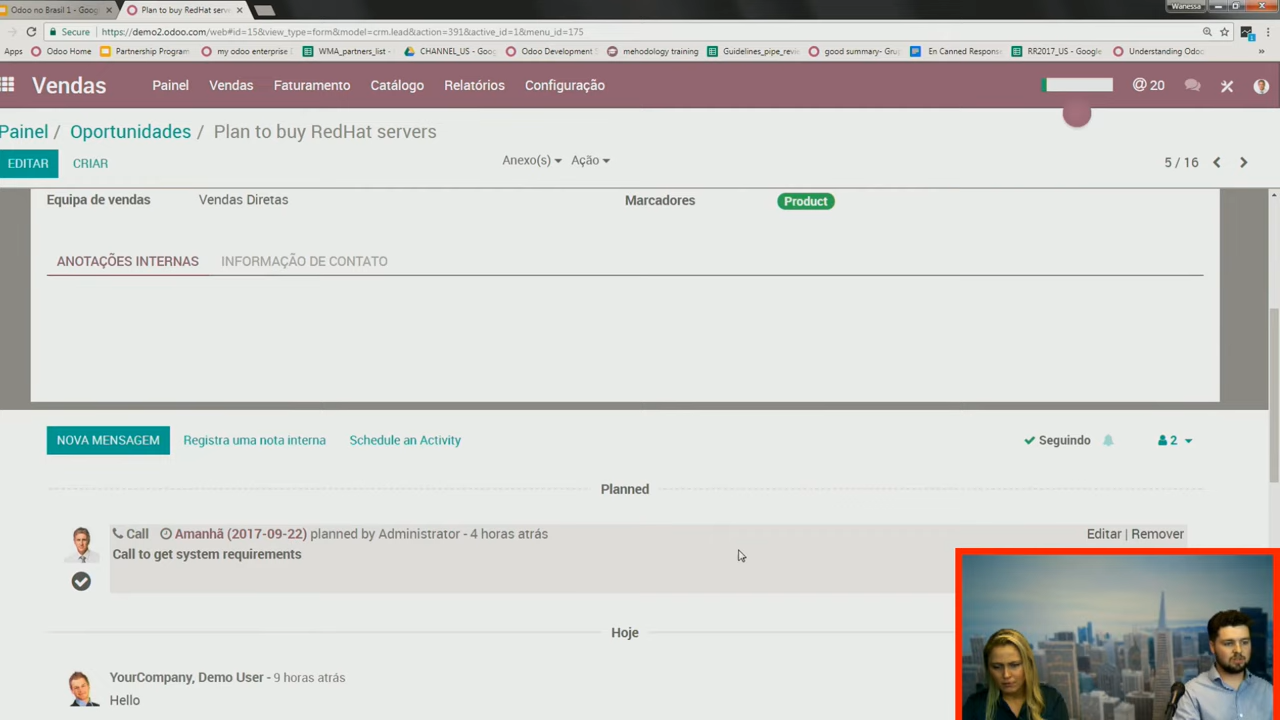 Odoo no Brasil 1 - Goog
Plan to buy RedHat serv
Wanessa
Secure
https://demo2.odoo.com/web#id=15&view_type=form&model=crm.lead&action=391&active_id=1&menu_id=175
Apps Odoo Home Partnership Program my odoo enterprise WMA_partners_list - CHANNEL_US - Goo Odoo Development mehodology training Guidelines_pipe_revi good summary- Gru En Canned Respons RR2017_US - Google Understanding Odoo »
Vendas Painel Vendas Faturamento Catálogo Relatórios Configuração @ 20
Painel / Oportunidades / Plan to buy RedHat servers
EDITAR CRIAR Anexo(s) Ação 5 / 16
Equipa de vendas Vendas Diretas Marcadores Product
ANOTAÇÕES INTERNAS INFORMAÇÃO DE CONTATO
NOVA MENSAGEM Registra uma nota interna Schedule an Activity Seguindo 2
Planned
Call Amanhã (2017-09-22) planned by Administrator - 4 horas atrás Editar | Remover
Call to get system requirements
Hoje
YourCompany, Demo User - 9 horas atrás
Hello